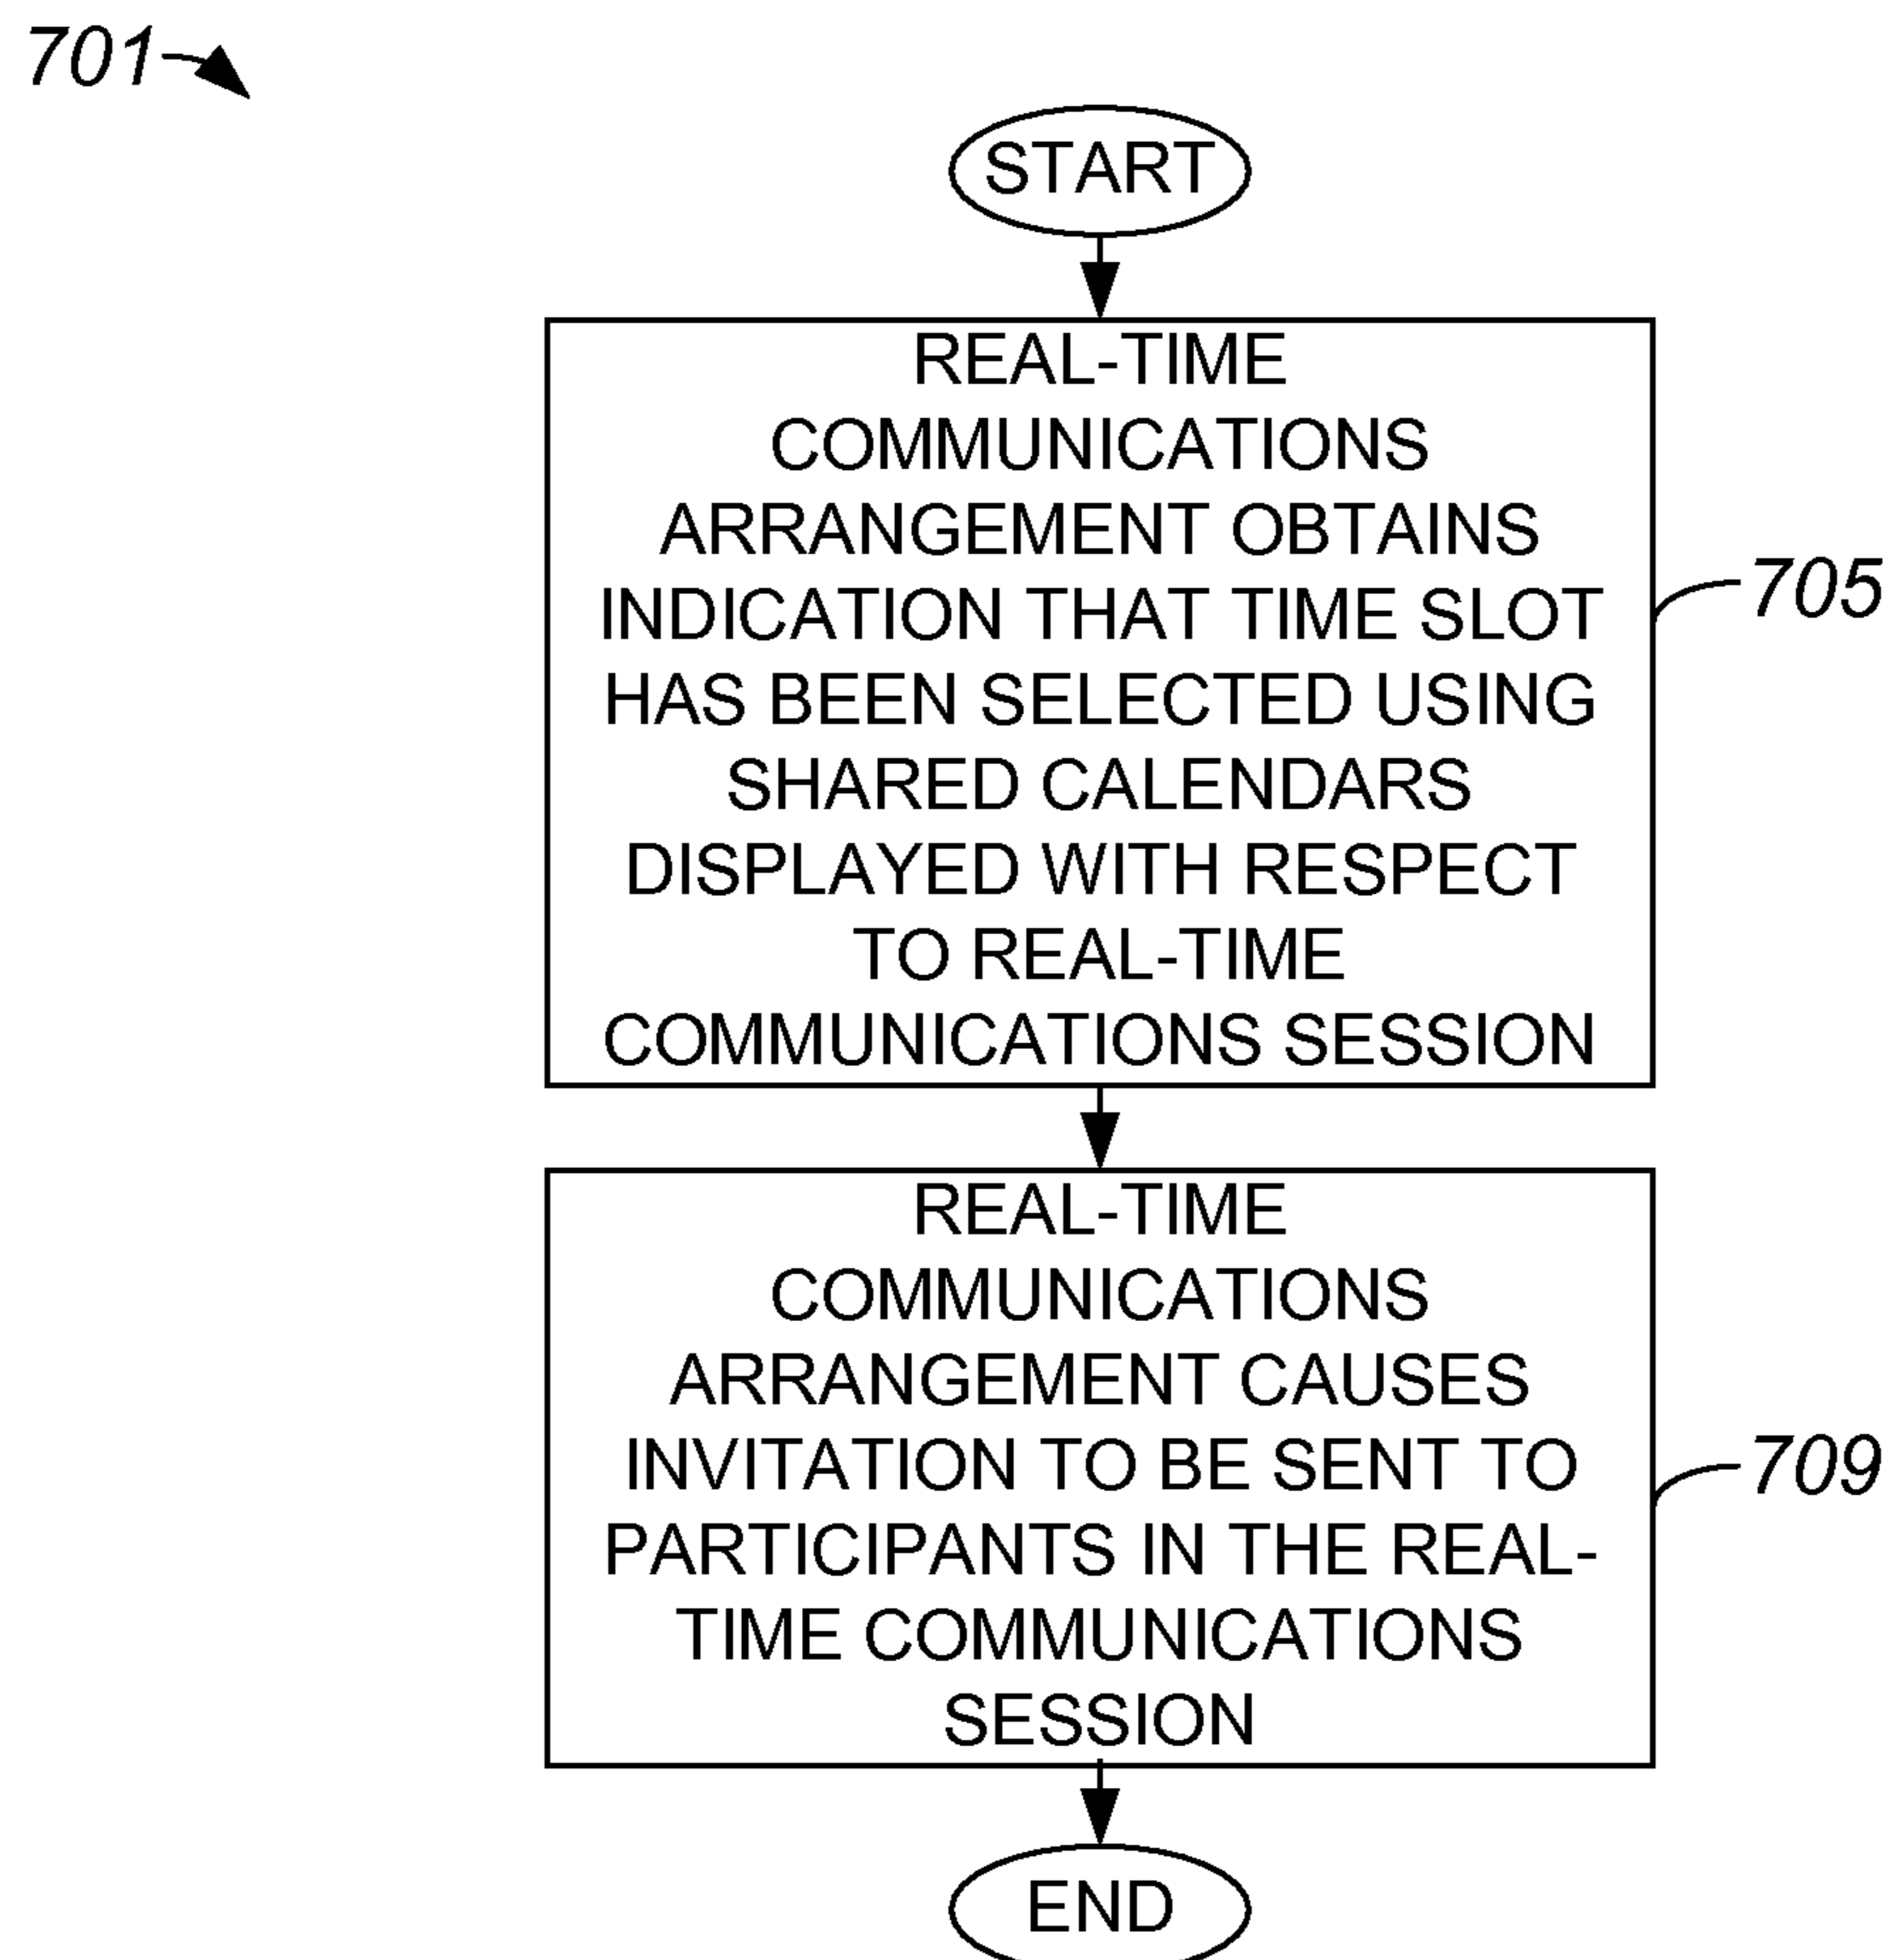 701
START
REAL-TIME
COMMUNICATIONS
ARRANGEMENT OBTAINS
INDICATION THAT TIME SLOT
HAS BEEN SELECTED USING
SHARED CALENDARS
DISPLAYED WITH RESPECT
TO REAL-TIME
COMMUNICATIONS SESSION
705
REAL-TIME
COMMUNICATIONS
ARRANGEMENT CAUSES
INVITATION TO BE SENT TO
PARTICIPANTS IN THE REAL-
TIME COMMUNICATIONS
SESSION
709
END